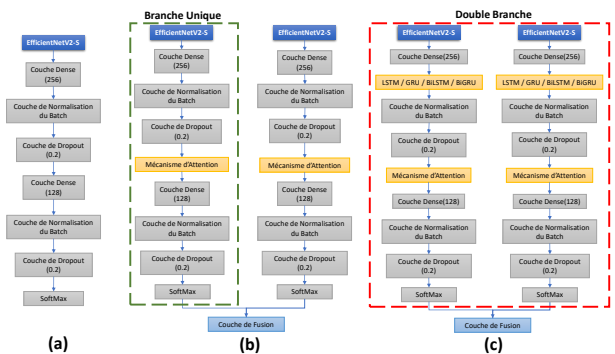 Branche Unique
Double Branche
EfficientNetV2-S
Couche Dense
(256)
Couche de Normalisation
du Batch
Couche de Dropout
(0.2)
Couche Dense
(128)
Couche de Normalisation
du Batch
Couche de Dropout
(0.2)
SoftMax
(a)
EfficientNetV2-S
Couche Dense
(256)
Couche de Normalisation
du Batch
Couche de Dropout
(0.2)
Mécanisme d'Attention
Couche Dense
(128)
Couche de Normalisation
du Batch
Couche de Dropout
(0.2)
SoftMax
EfficientNetV2-S
Couche Dense
(256)
Couche de Normalisation
du Batch
Couche de Dropout
(0.2)
Mécanisme d'Attention
Couche Dense
(128)
Couche de Normalisation
du Batch
Couche de Dropout
(0.2)
SoftMax
Couche de Fusion
(b)
EfficientNetV2-S
Couche Dense(256)
LSTM / GRU / BiLSTM / BiGRU
Couche de Normalisation
du Batch
Couche de Dropout
(0.2)
Mécanisme d'Attention
Couche Dense(128)
Couche de Normalisation
du Batch
Couche de Dropout
(0.2)
SoftMax
EfficientNetV2-S
Couche Dense(256)
LSTM / GRU / BiLSTM / BiGRU
Couche de Normalisation
du Batch
Couche de Dropout
(0.2)
Mécanisme d'Attention
Couche Dense(128)
Couche de Normalisation
du Batch
Couche de Dropout
(0.2)
SoftMax
Couche de Fusion
(c)